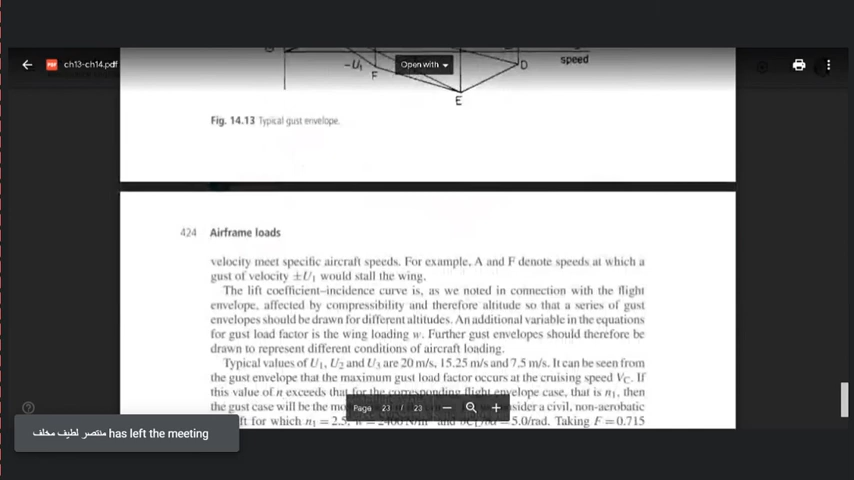 ch13-ch14.pdf
Open with
-U₁
F
D
speed
E
Fig. 14.13 Typical gust envelope.
424 Airframe loads
velocity meet specific aircraft speeds. For example, A and F denote speeds at which a
gust of velocity ±U₁ would stall the wing.
The lift coefficient–incidence curve is, as we noted in connection with the flight
envelope, affected by compressibility and therefore altitude so that a series of gust
envelopes should be drawn for different altitudes. An additional variable in the equations
for gust load factor is the wing loading w. Further gust envelopes should therefore be
drawn to represent different conditions of aircraft loading.
Typical values of U₁, U₂ and U₃ are 20 m/s, 15.25 m/s and 7.5 m/s. It can be seen from
the gust envelope that the maximum gust load factor occurs at the cruising speed V_C. If
this value of n exceeds that for the corresponding flight envelope case, that is n₁, then
the gust case will be the mo
sider a civil, non-aerobatic
Page 23 / 23
ft for which n₁ = 2.5,
= 5.0/rad. Taking F = 0.715
منتصر لطيف مخلف has left the meeting